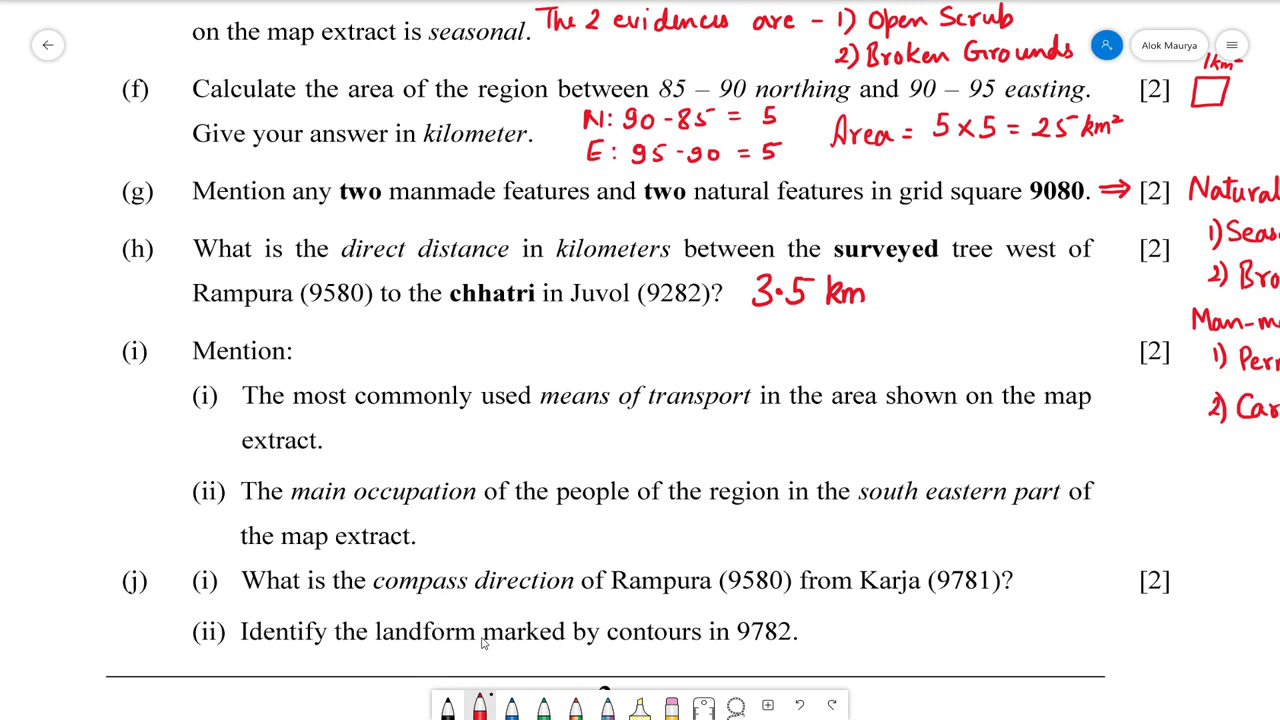 on the map extract is seasonal. The 2 evidences are - 1) Open Scrub
2) Broken Grounds
Alok Maurya
1km²
(f) Calculate the area of the region between 85 – 90 northing and 90 – 95 easting. [2]
Give your answer in kilometer. N: 90 - 85 = 5 Area = 5 × 5 = 25 km²
E: 95 - 90 = 5
(g) Mention any two manmade features and two natural features in grid square 9080. ⇒ [2] Natural
1) Seas
(h) What is the direct distance in kilometers between the surveyed tree west of [2]
2) Bro
Rampura (9580) to the chhatri in Juvol (9282)? 3.5 km
Man-m
(i) Mention: [2]
1) Per
(i) The most commonly used means of transport in the area shown on the map
2) Car
extract.
(ii) The main occupation of the people of the region in the south eastern part of
the map extract.
(j) (i) What is the compass direction of Rampura (9580) from Karja (9781)? [2]
(ii) Identify the landform marked by contours in 9782.